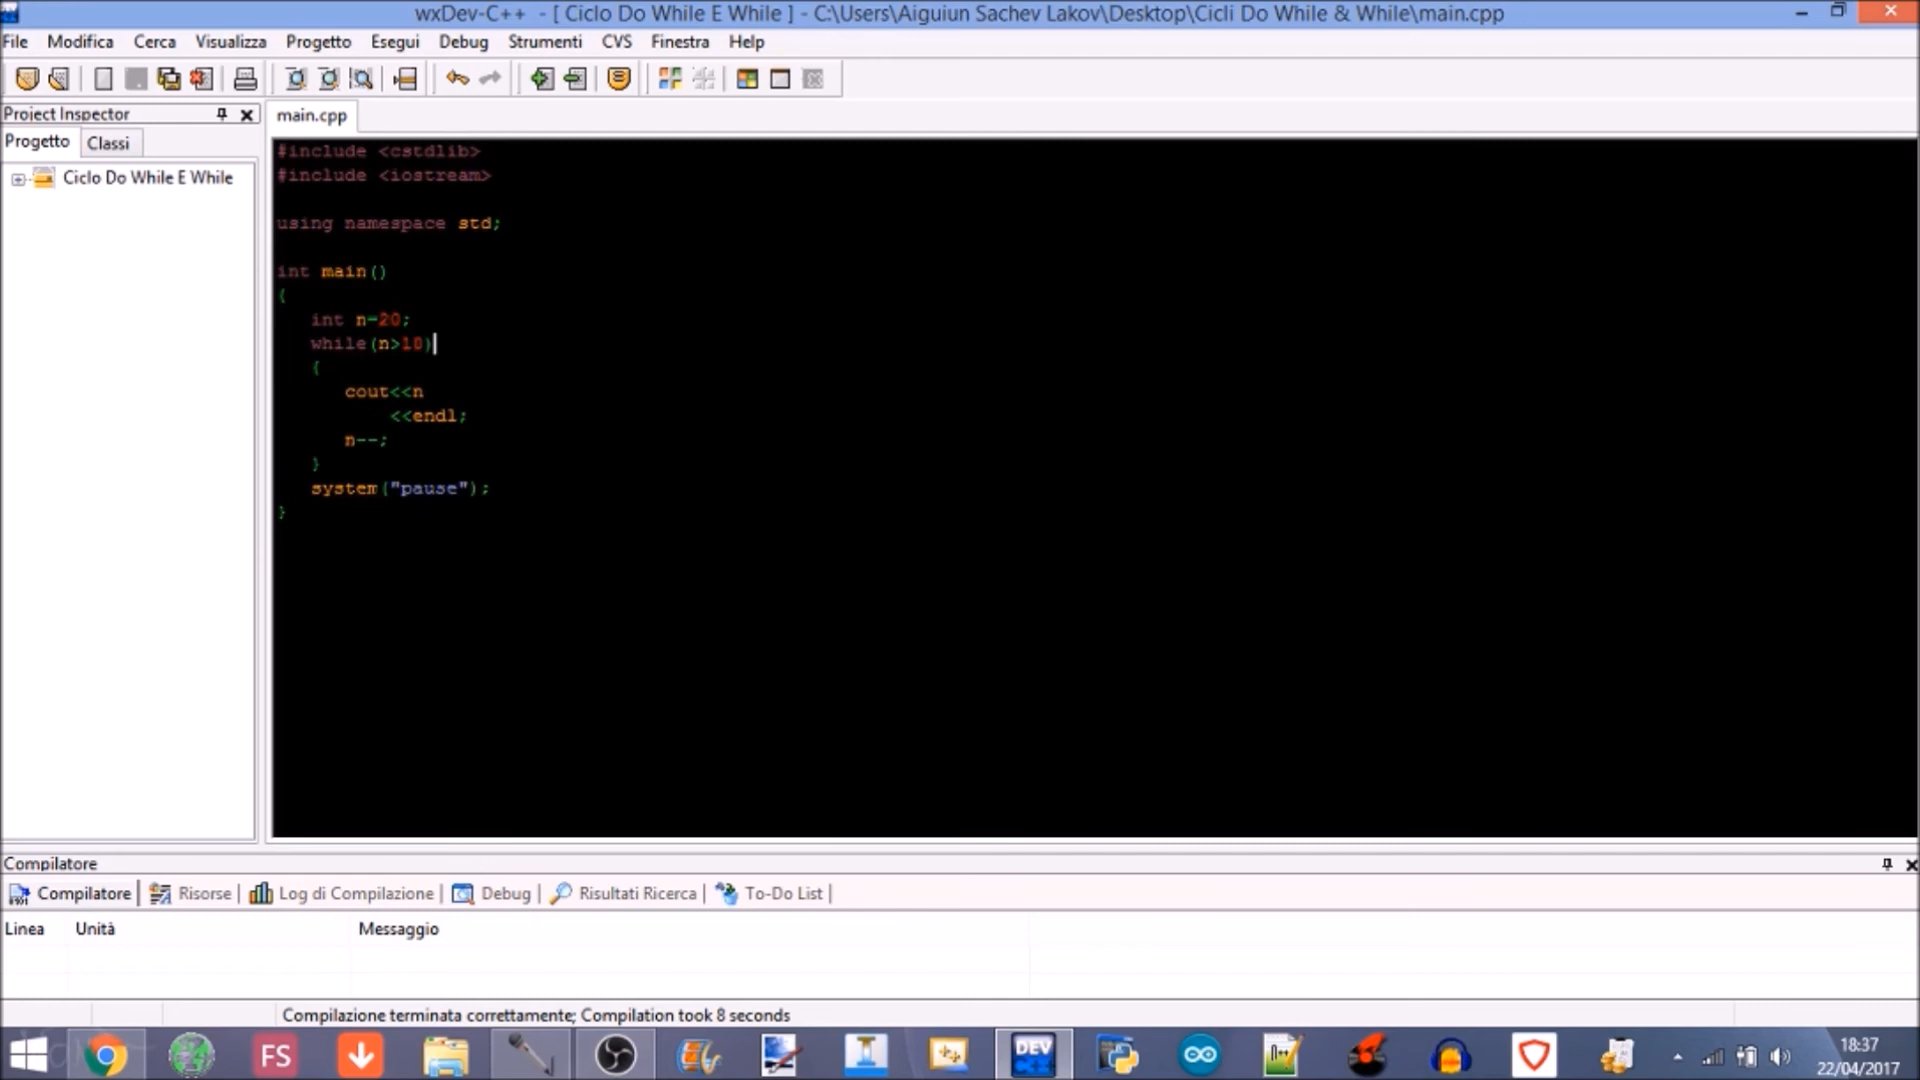 wxDev-C++ - [ Ciclo Do While E While ] - C:\Users\Aiguiun Sachev Lakov\Desktop\Cicli Do While & While\main.cpp
File Modifica Cerca Visualizza Progetto Esegui Debug Strumenti CVS Finestra Help
Project Inspector
main.cpp
Progetto Classi
Ciclo Do While E While
#include <cstdlib>
#include <iostream>
using namespace std;
int main()
{
int n=20;
while(n>10)
{
cout<<n
<<endl;
n--;
}
system("pause");
}
Compilatore
Compilatore Risorse Log di Compilazione Debug Risultati Ricerca To-Do List
Linea Unità Messaggio
Compilazione terminata correttamente; Compilation took 8 seconds
FS
DEV C++
18:37
22/04/2017